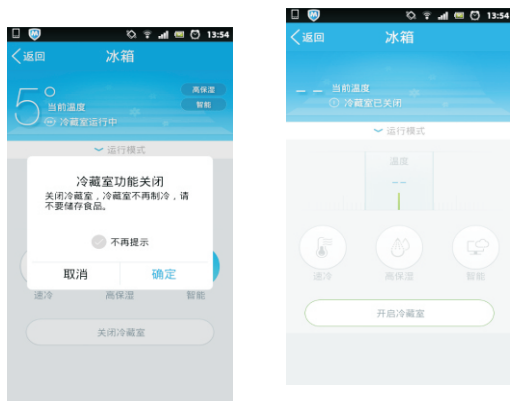 13:54
返回
冰箱
5°
当前温度
冷藏室运行中
高保湿
智能
运行模式
冷藏室功能关闭
关闭冷藏室，冷藏室不再制冷，请
不要储存食品。
不再提示
取消
确定
速冷
高保湿
智能
关闭冷藏室
13:54
返回
冰箱
-- 当前温度
冷藏室已关闭
运行模式
温度
--
速冷
高保湿
智能
开启冷藏室